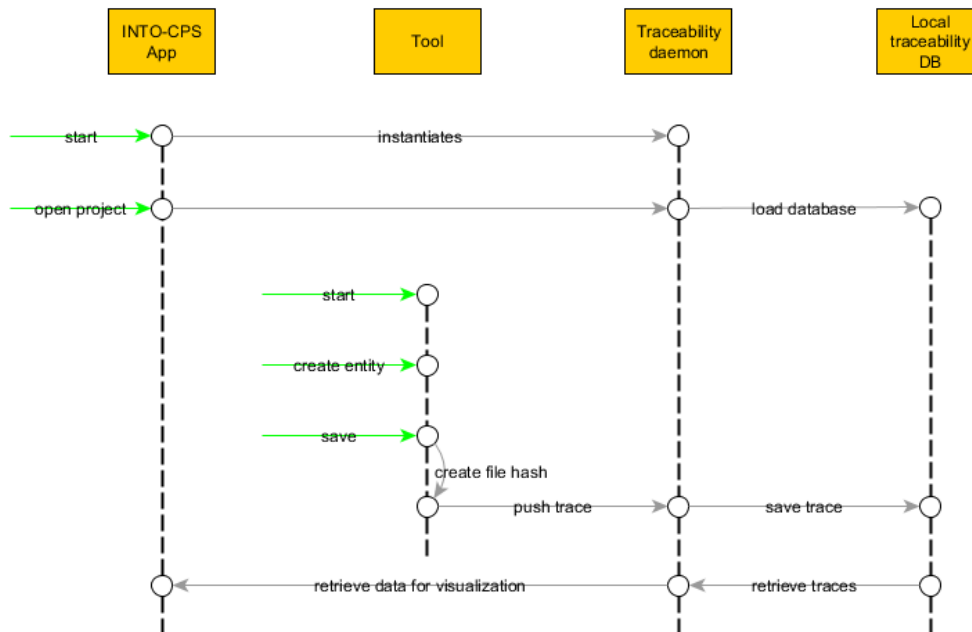 INTO-CPS
App
Tool
Traceability
daemon
Local
traceability
DB
start
instantiates
open project
load database
start
create entity
save
create file hash
push trace
save trace
retrieve data for visualization
retrieve traces